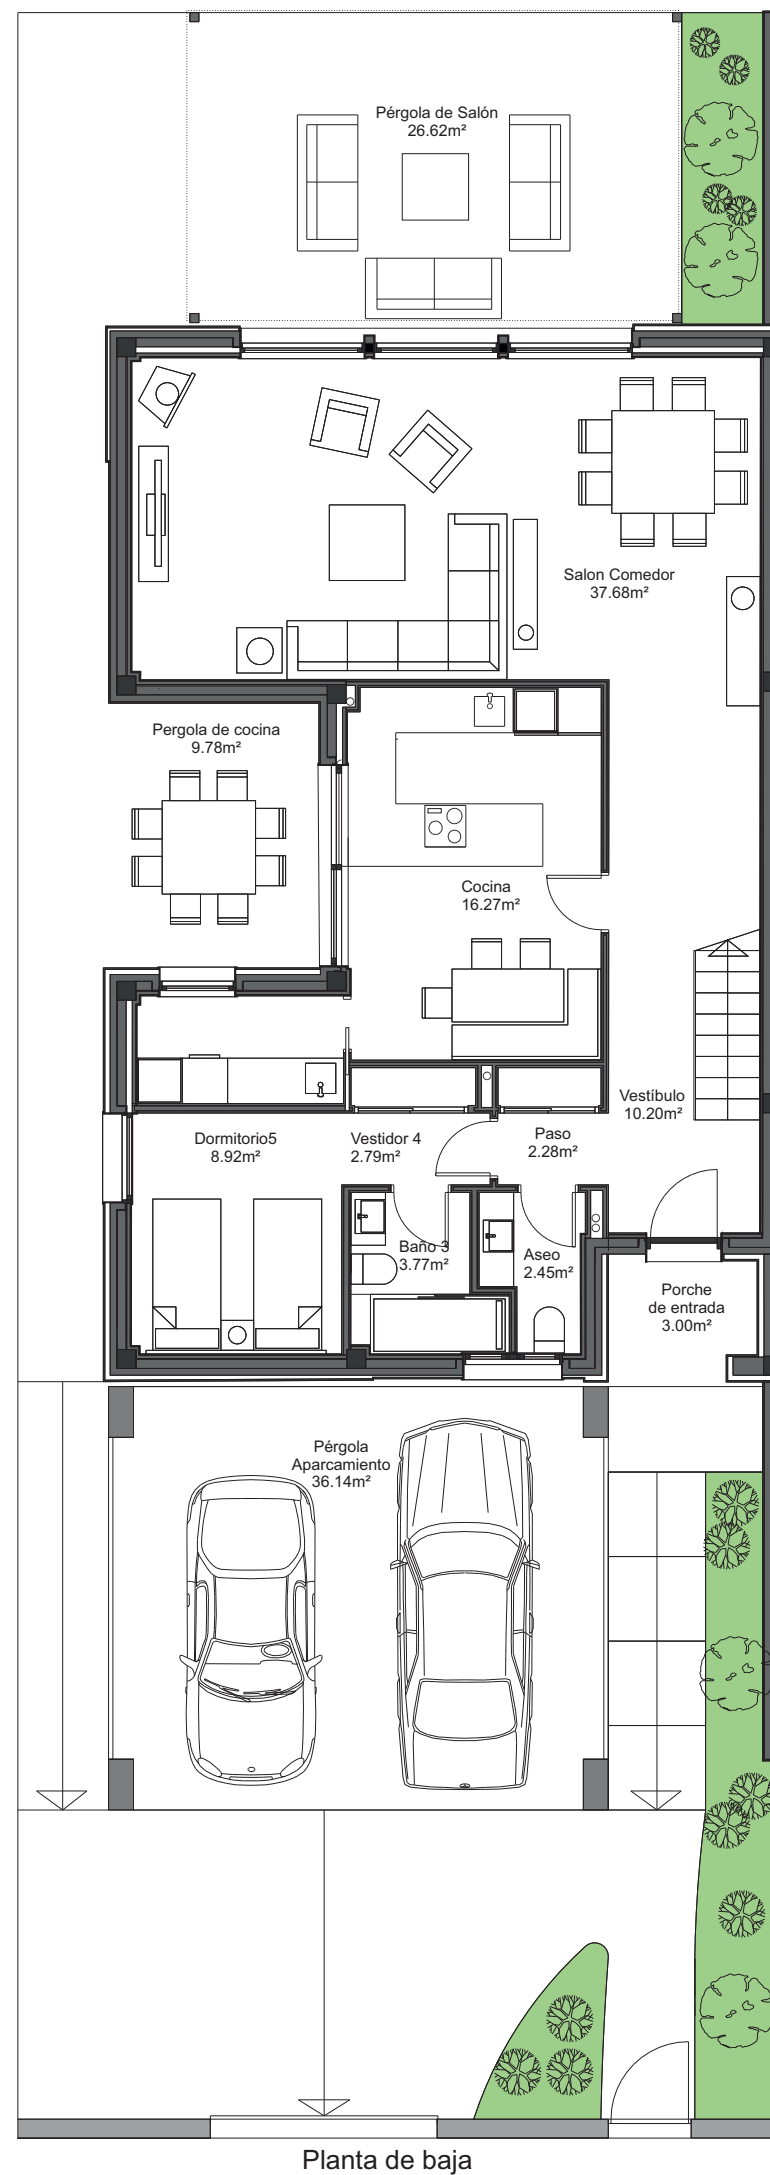 Pérgola de Salón
26.62m²
Salon Comedor
37.68m²
Pergola de cocina
9.78m²
Cocina
16.27m²
Vestíbulo
10.20m²
Dormitorio5
8.92m²
Vestidor 4
2.79m²
Paso
2.28m²
Baño 3
3.77m²
Aseo
2.45m²
Porche
de entrada
3.00m²
Pérgola
Aparcamiento
36.14m²
Planta de baja